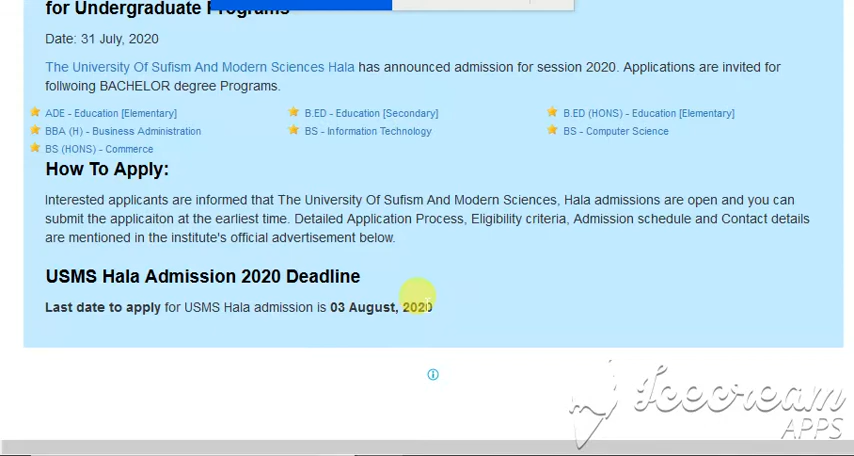 for Undergraduate Programs
Date: 31 July, 2020
The University Of Sufism And Modern Sciences Hala has announced admission for session 2020. Applications are invited for
follwoing BACHELOR degree Programs.
ADE - Education [Elementary] B.ED - Education [Secondary] B.ED (HONS) - Education [Elementary]
BBA (H) - Business Administration BS - Information Technology BS - Computer Science
BS (HONS) - Commerce
How To Apply:
Interested applicants are informed that The University Of Sufism And Modern Sciences, Hala admissions are open and you can
submit the applicaiton at the earliest time. Detailed Application Process, Eligibility criteria, Admission schedule and Contact details
are mentioned in the institute's official advertisement below.
USMS Hala Admission 2020 Deadline
Last date to apply for USMS Hala admission is 03 August, 2020
Icecream
APPS